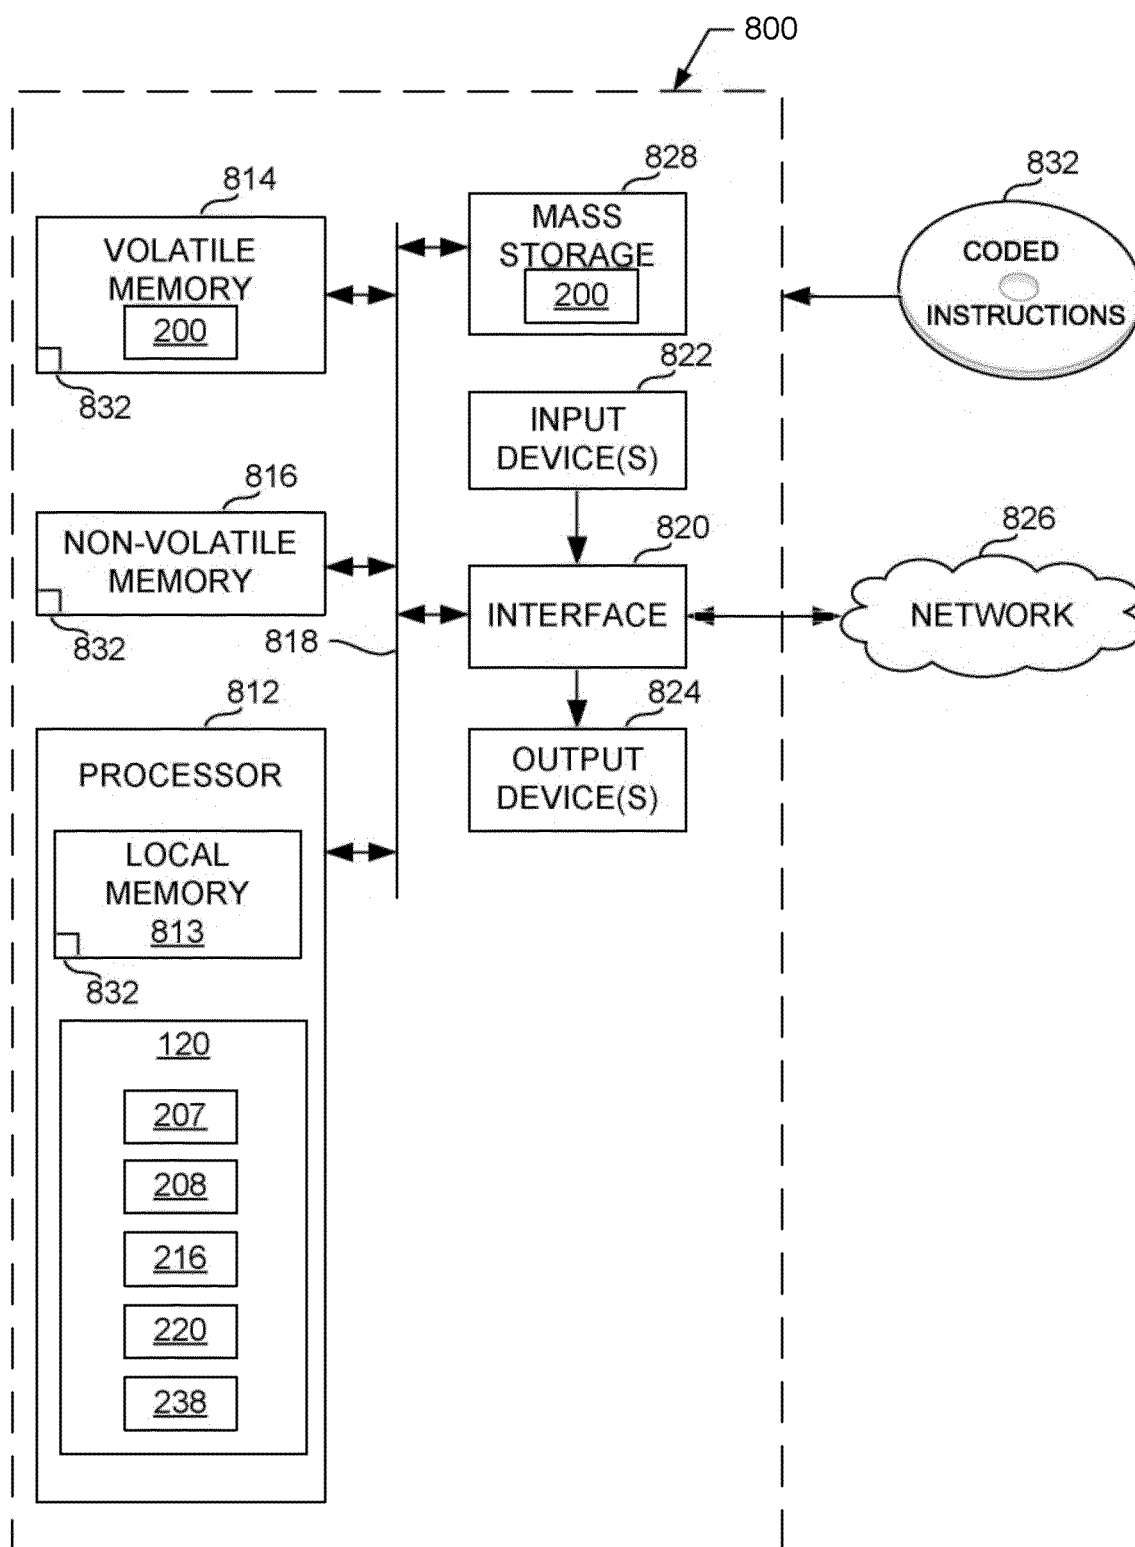 800
814
VOLATILE
MEMORY
200
832
828
MASS
STORAGE
200
832
CODED
INSTRUCTIONS
822
INPUT
DEVICE(S)
816
NON-VOLATILE
MEMORY
832
818
820
INTERFACE
826
NETWORK
812
PROCESSOR
824
OUTPUT
DEVICE(S)
LOCAL
MEMORY
813
832
120
207
208
216
220
238